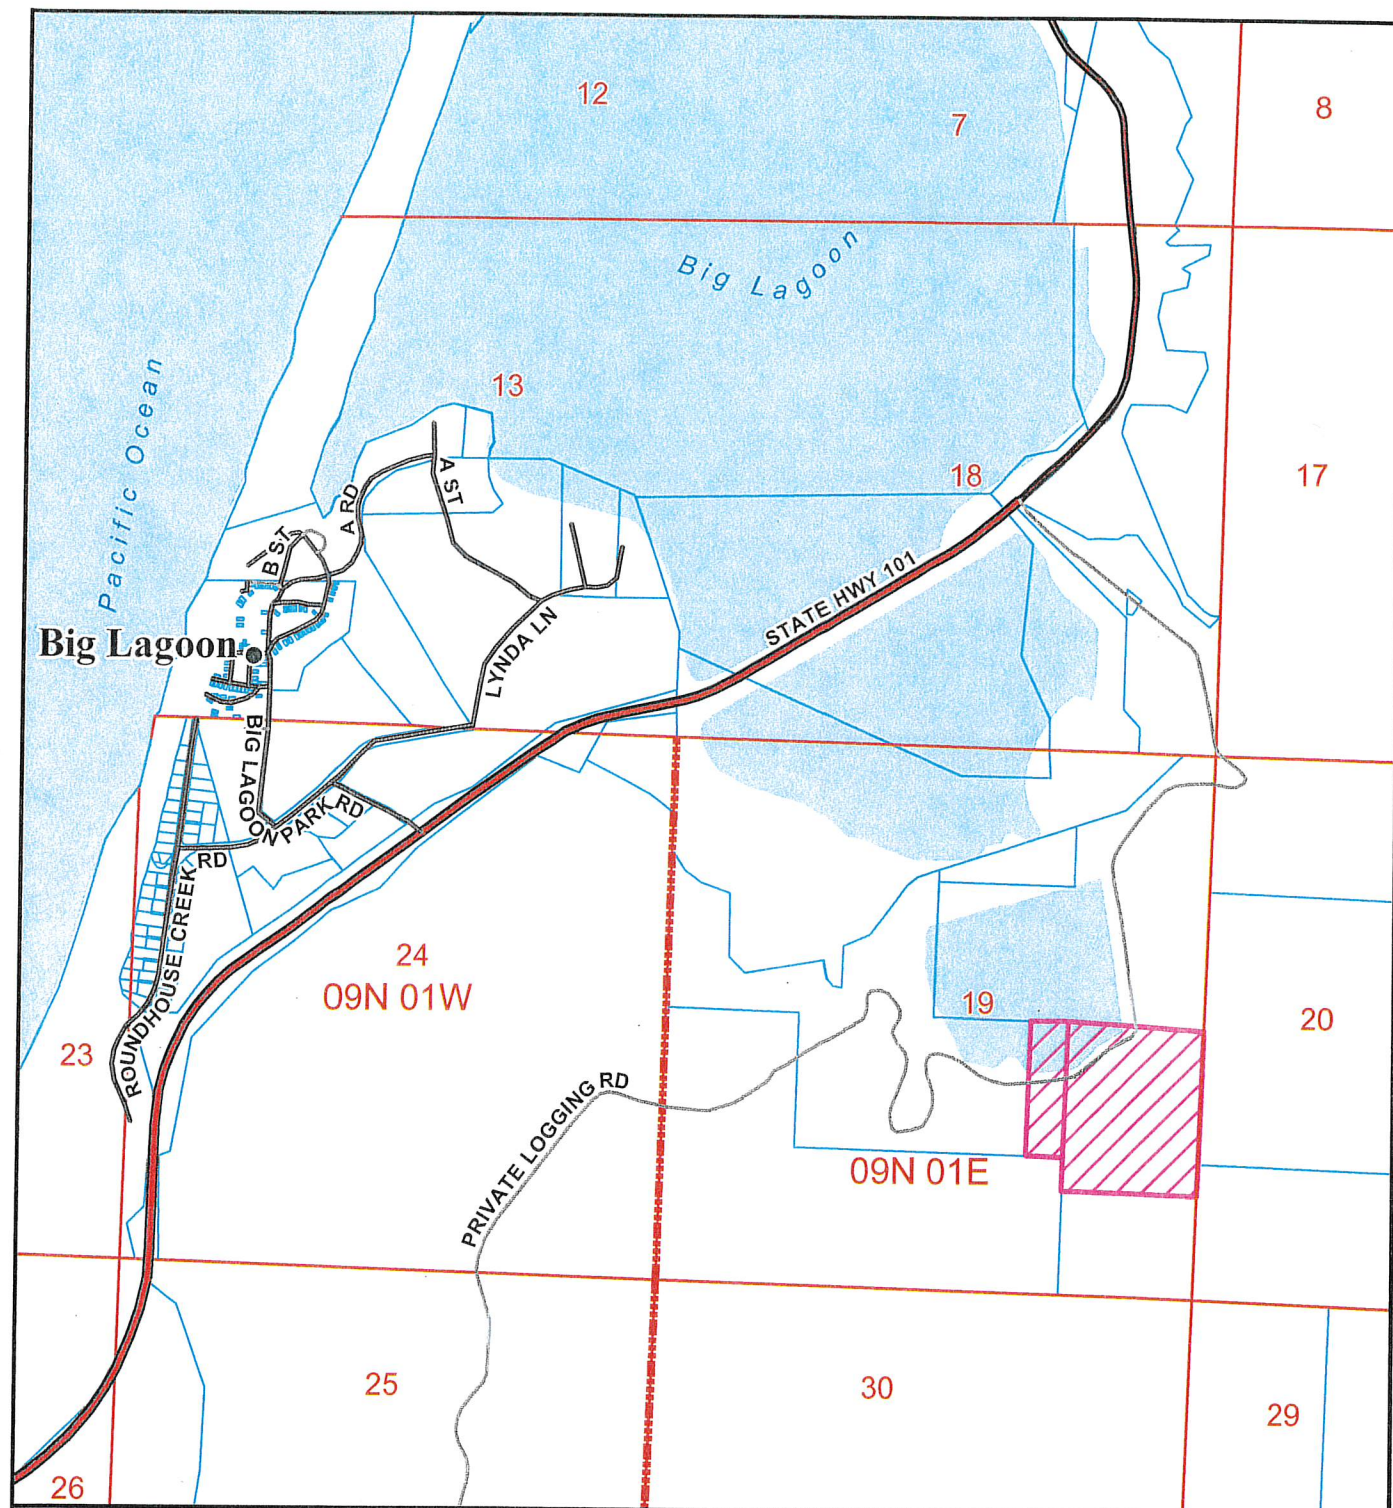 12
7
8
Big Lagoon
Pacific Ocean
13
18
17
A ST
A RD
B ST
STATE HWY 101
LYNDA LN
Big Lagoon
BIG LAGOON PARK RD
RD
ROUNDHOUSE CREEK
24
09N 01W
19
20
23
PRIVATE LOGGING RD
09N 01E
25
30
29
26